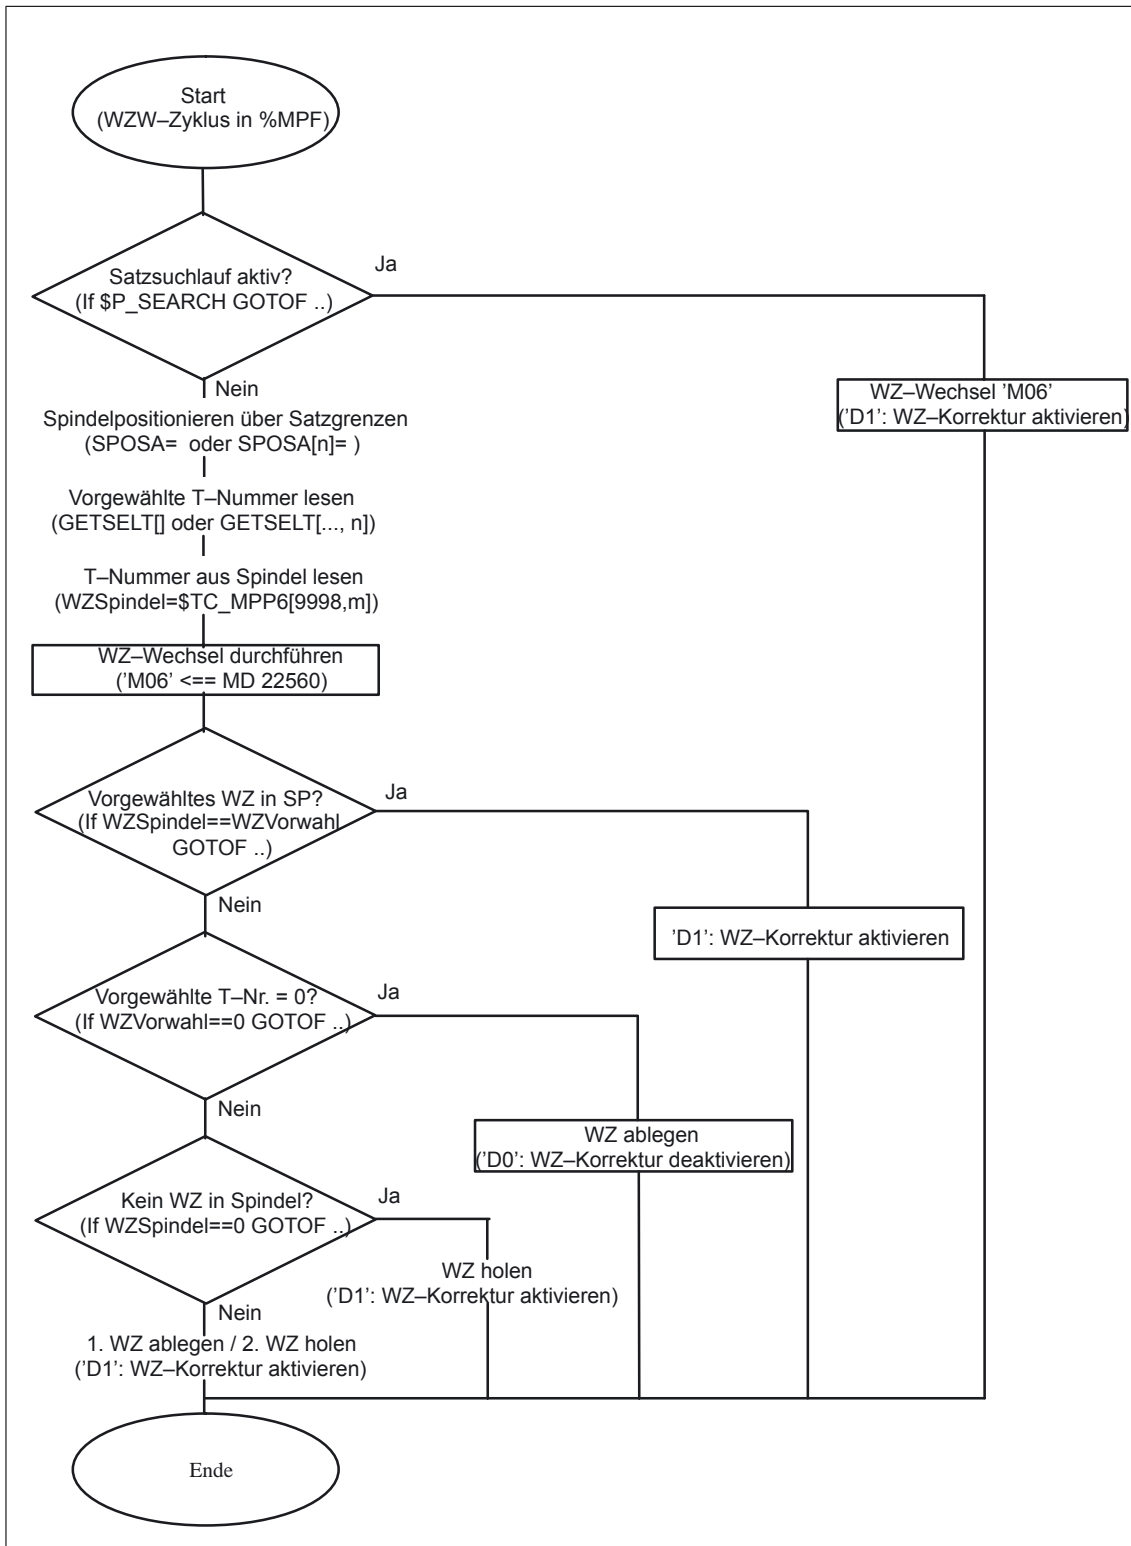 Start
(WZW–Zyklus in %MPF)
Satzsuchlauf aktiv?
(If $P_SEARCH GOTOF ..)
Ja
Nein
WZ–Wechsel 'M06'
('D1': WZ–Korrektur aktivieren)
Spindelpositionieren über Satzgrenzen
(SPOSA=  oder SPOSA[n]= )
Vorgewählte T–Nummer lesen
(GETSELT[] oder GETSELT[..., n])
T–Nummer aus Spindel lesen
(WZSpindel=$TC_MPP6[9998,m])
WZ–Wechsel durchführen
('M06' <== MD 22560)
Vorgewähltes WZ in SP?
(If WZSpindel==WZVorwahl
GOTOF ..)
Ja
Nein
'D1': WZ–Korrektur aktivieren
Vorgewählte T–Nr. = 0?
(If WZVorwahl==0 GOTOF ..)
Ja
Nein
WZ ablegen
('D0': WZ–Korrektur deaktivieren)
Kein WZ in Spindel?
(If WZSpindel==0 GOTOF ..)
Ja
WZ holen
('D1': WZ–Korrektur aktivieren)
Nein
1. WZ ablegen / 2. WZ holen
('D1': WZ–Korrektur aktivieren)
Ende